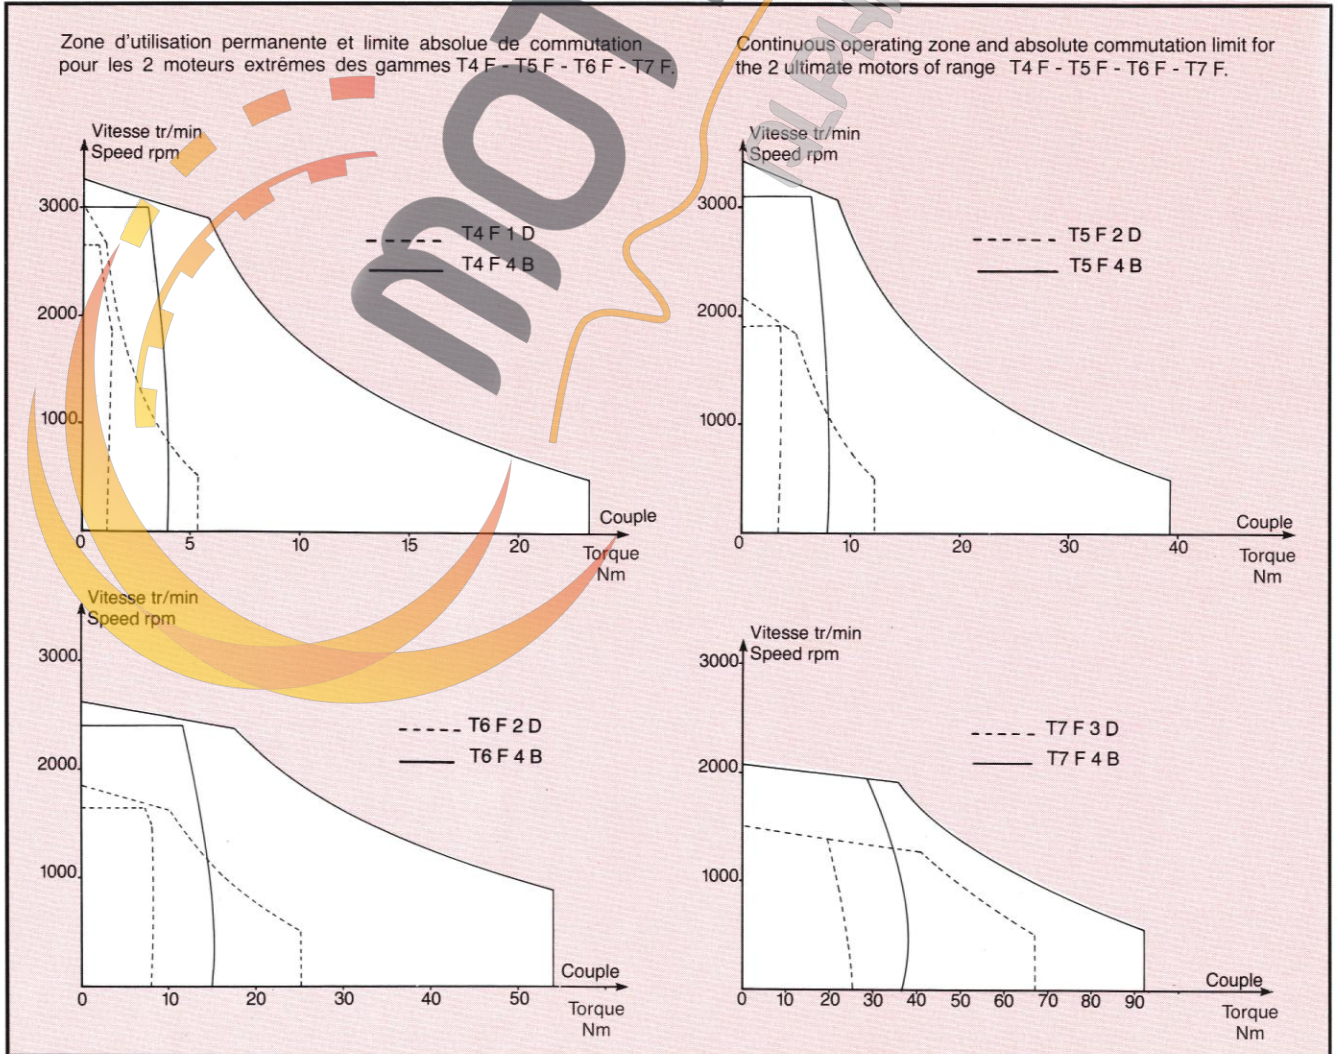 Zone d'utilisation permanente et limite absolue de commutation
pour les 2 moteurs extrêmes des gammes T4 F - T5 F - T6 F - T7 F.
Continuous operating zone and absolute commutation limit for
the 2 ultimate motors of range T4 F - T5 F - T6 F - T7 F.
MOT
ALPH
Vitesse tr/min
Speed rpm
3000
2000
1000
T4 F 1 D
T4 F 4 B
0 5 10 15 20
Couple
Torque
Nm
Vitesse tr/min
Speed rpm
3000
2000
1000
T5 F 2 D
T5 F 4 B
0 10 20 30 40
Couple
Torque
Nm
Vitesse tr/min
Speed rpm
3000
2000
1000
T6 F 2 D
T6 F 4 B
0 10 20 30 40 50
Couple
Torque
Nm
Vitesse tr/min
Speed rpm
3000
2000
1000
T7 F 3 D
T7 F 4 B
0 10 20 30 40 50 60 70 80 90
Couple
Torque
Nm